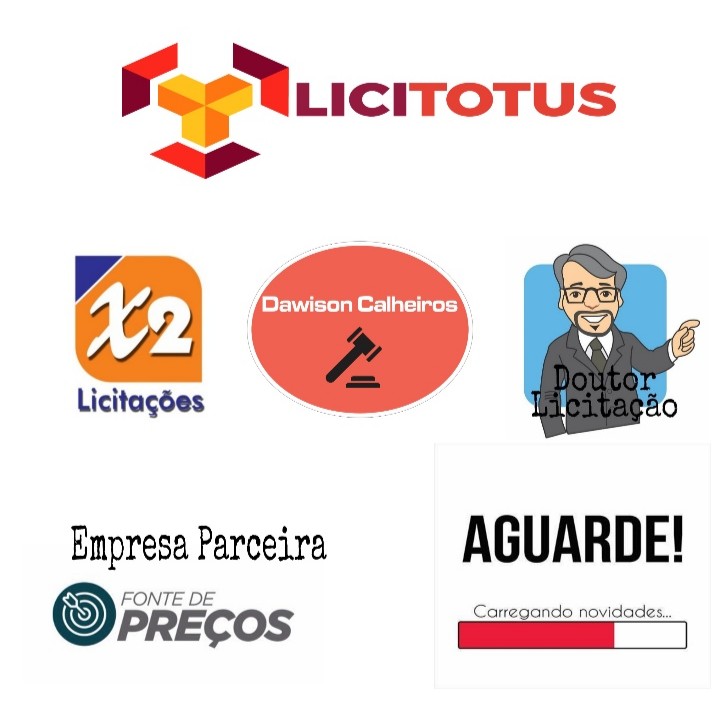 LICITOTUS
X2
Licitações
Dawison Calheiros
Doutor
Licitação
Empresa Parceira
FONTE DE
PREÇOS
AGUARDE!
Carregando novidades...